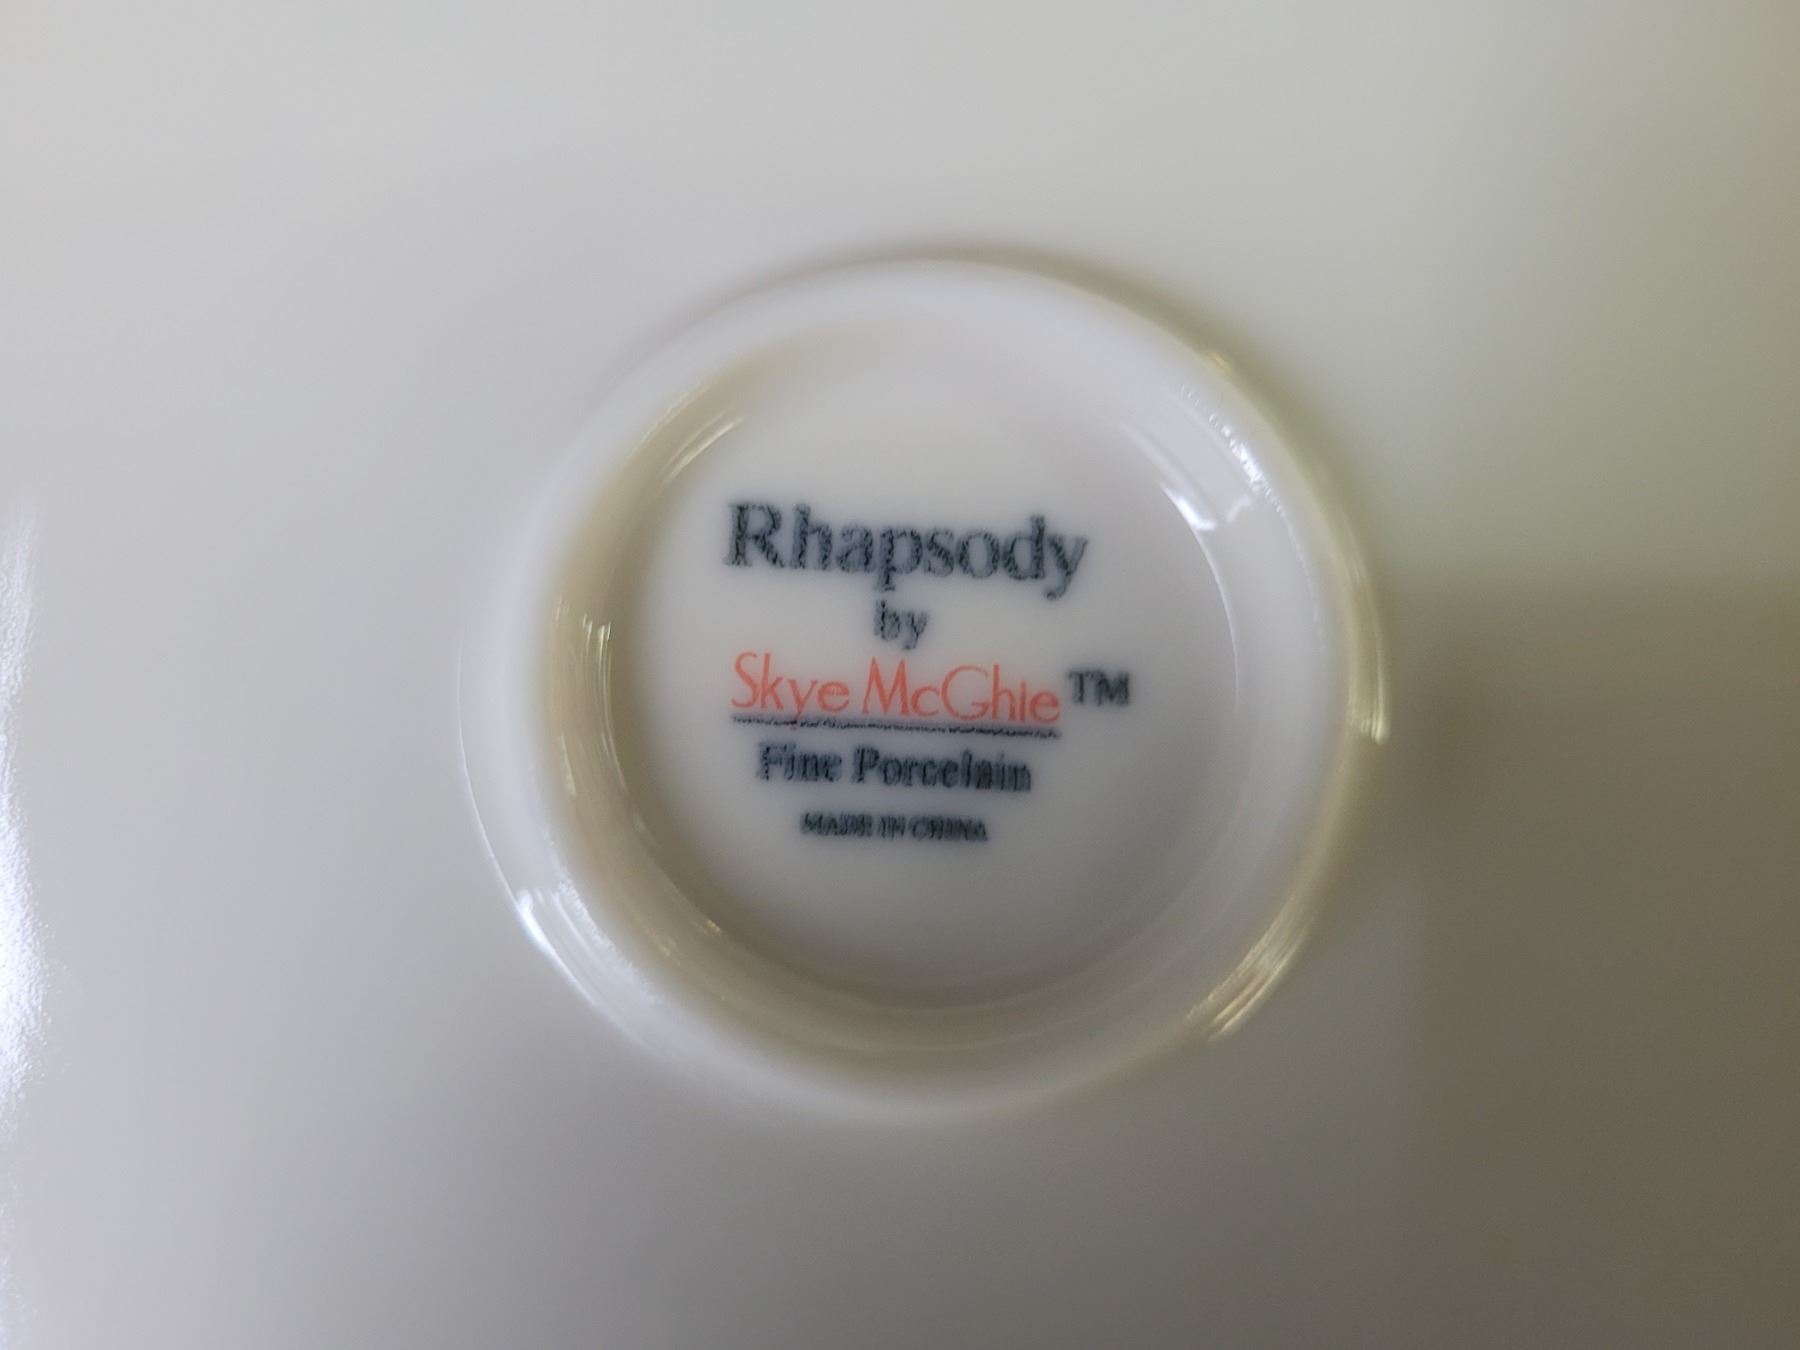 Rhapsody
by
Skye McGhie™
Fine Porcelain
MADE IN CHINA